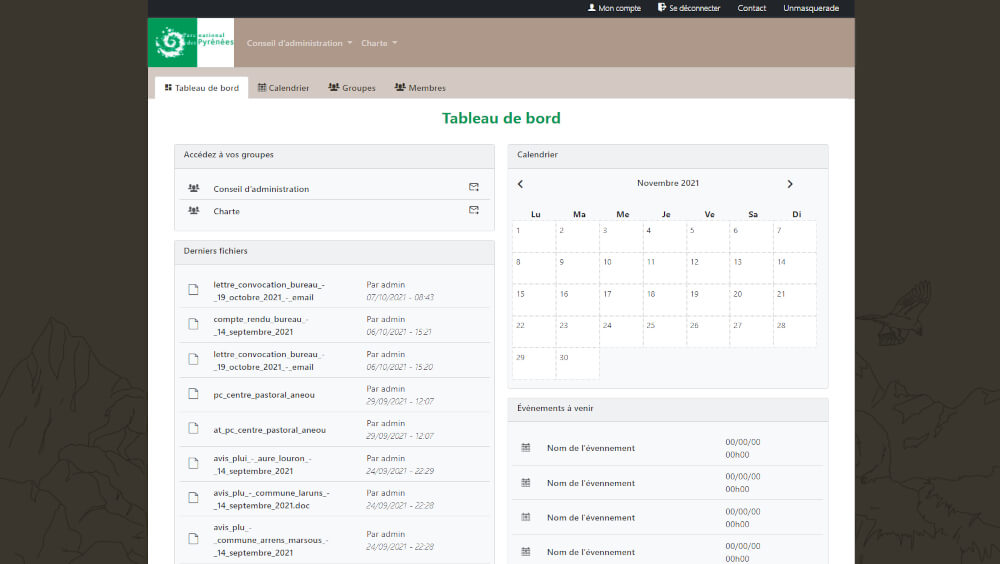 Mon compte Se déconnecter Contact Unmasquerade
Parc national
des Pyrénées
Conseil d'administration Charte
Tableau de bord Calendrier Groupes Membres
Tableau de bord
Accédez à vos groupes
Conseil d'administration
Charte
Derniers fichiers
lettre_convocation_bureau_-
_19_octobre_2021_-_email
Par admin
07/10/2021 - 08:43
compte_rendu_bureau_-
_14_septembre_2021
Par admin
06/10/2021 - 15:21
lettre_convocation_bureau_-
_19_octobre_2021_-_email
Par admin
06/10/2021 - 15:20
pc_centre_pastoral_aneou
Par admin
29/09/2021 - 12:07
at_pc_centre_pastoral_aneou
Par admin
29/09/2021 - 12:07
avis_plui_-_aure_louron_-
_14_septembre_2021
Par admin
24/09/2021 - 22:29
avis_plu_-_commune_laruns_-
_14_septembre_2021.doc
Par admin
24/09/2021 - 22:28
avis_plu_-
_commune_arrens_marsous_-
_14_septembre_2021
Par admin
24/09/2021 - 22:28
Calendrier
Novembre 2021
Lu Ma Me Je Ve Sa Di
1 2 3 4 5 6 7
8 9 10 11 12 13 14
15 16 17 18 19 20 21
22 23 24 25 26 27 28
29 30
Évènements à venir
Nom de l'évennement
00/00/00
00h00
Nom de l'évennement
00/00/00
00h00
Nom de l'évennement
00/00/00
00h00
Nom de l'évennement
00/00/00
00h00